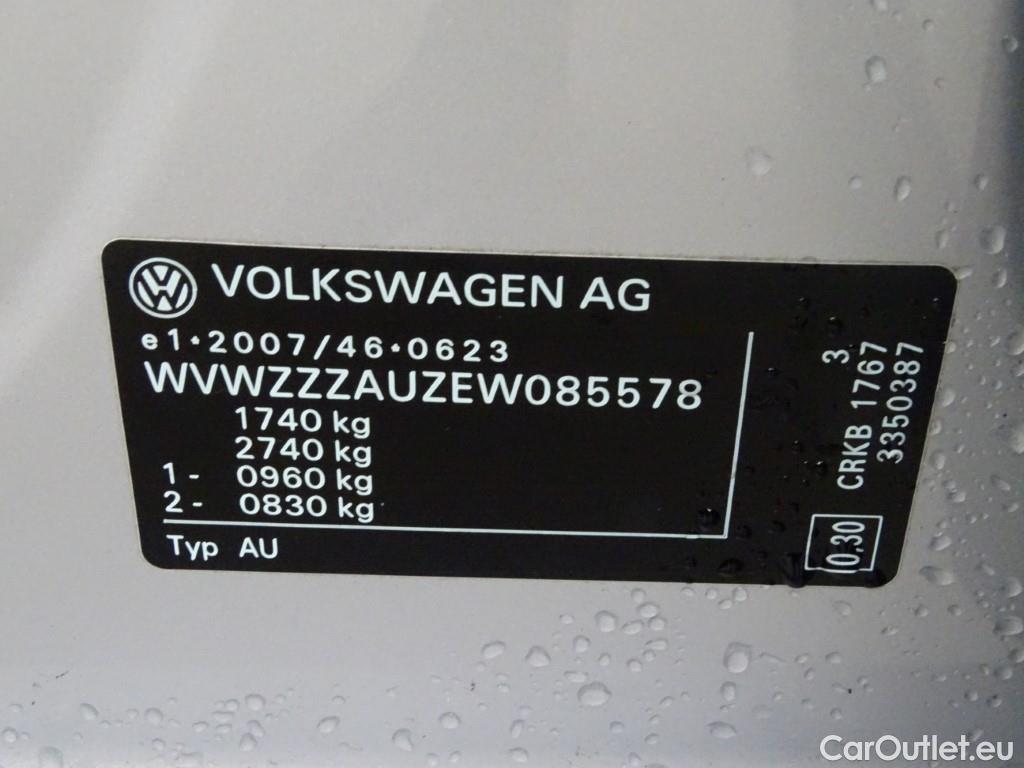 VOLKSWAGEN AG
e1*2007/46*0623
WVWZZZAUZEW085578
1740 kg
2740 kg
1- 0960 kg
2- 0830 kg
Typ AU
3
CRKB 1767
3350387
0,30
CarOutlet.eu